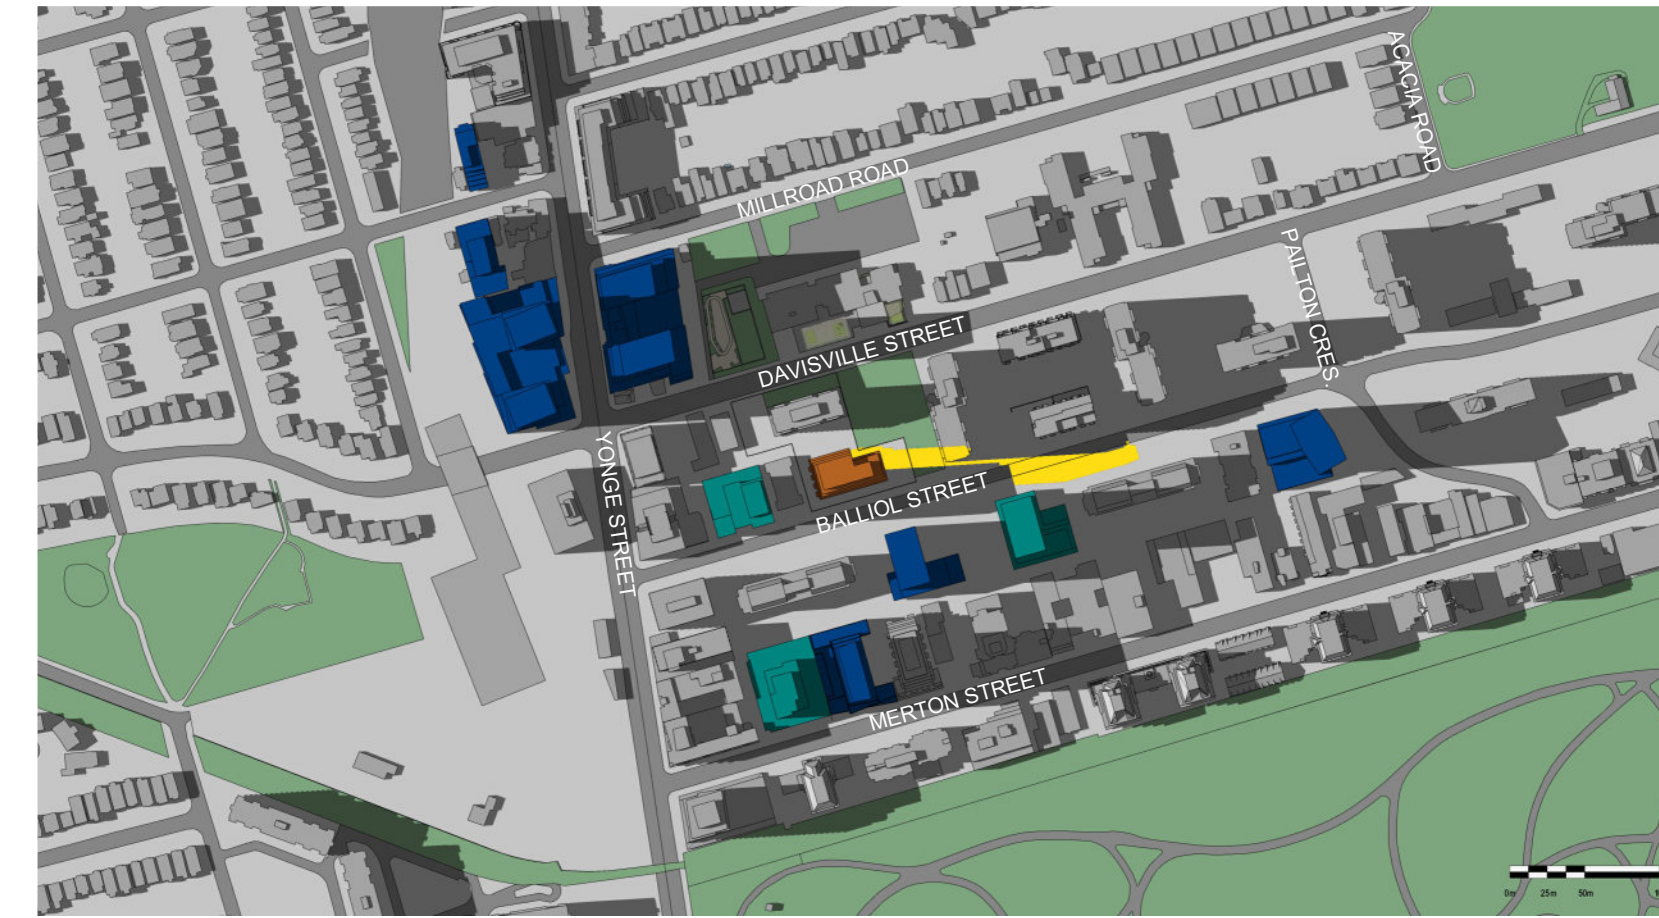 ACACIA ROAD
MILLROAD ROAD
PAILTON CRES.
DAVISVILLE STREET
YONGE STREET
BALLIOL STREET
MERTON STREET
0m 25m 50m